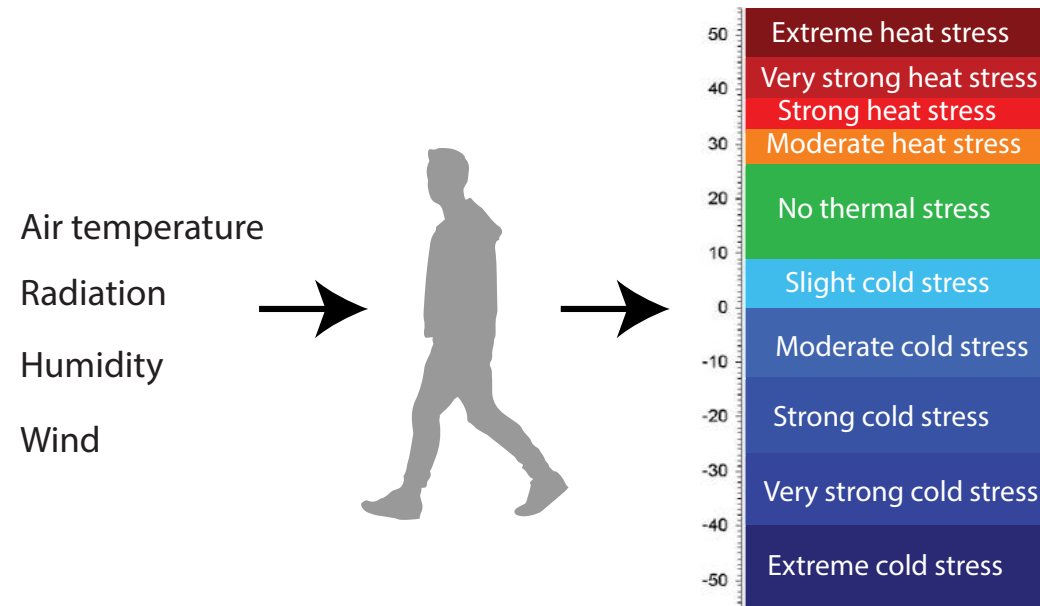 Air temperature
Radiation
Humidity
Wind
50
40
30
20
10
0
-10
-20
-30
-40
-50
Extreme heat stress
Very strong heat stress
Strong heat stress
Moderate heat stress
No thermal stress
Slight cold stress
Moderate cold stress
Strong cold stress
Very strong cold stress
Extreme cold stress